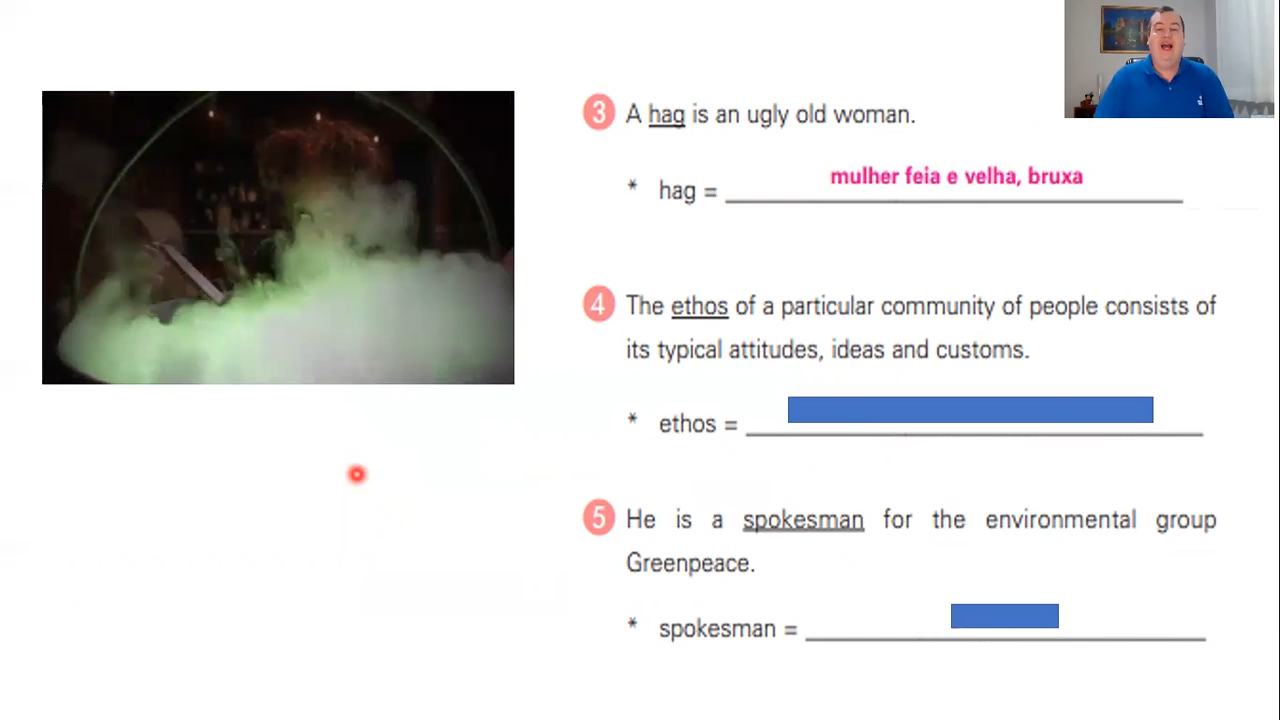 3 A hag is an ugly old woman.
mulher feia e velha, bruxa
* hag =
4 The ethos of a particular community of people consists of
its typical attitudes, ideas and customs.
* ethos =
5 He is a spokesman for the environmental group
Greenpeace.
* spokesman =